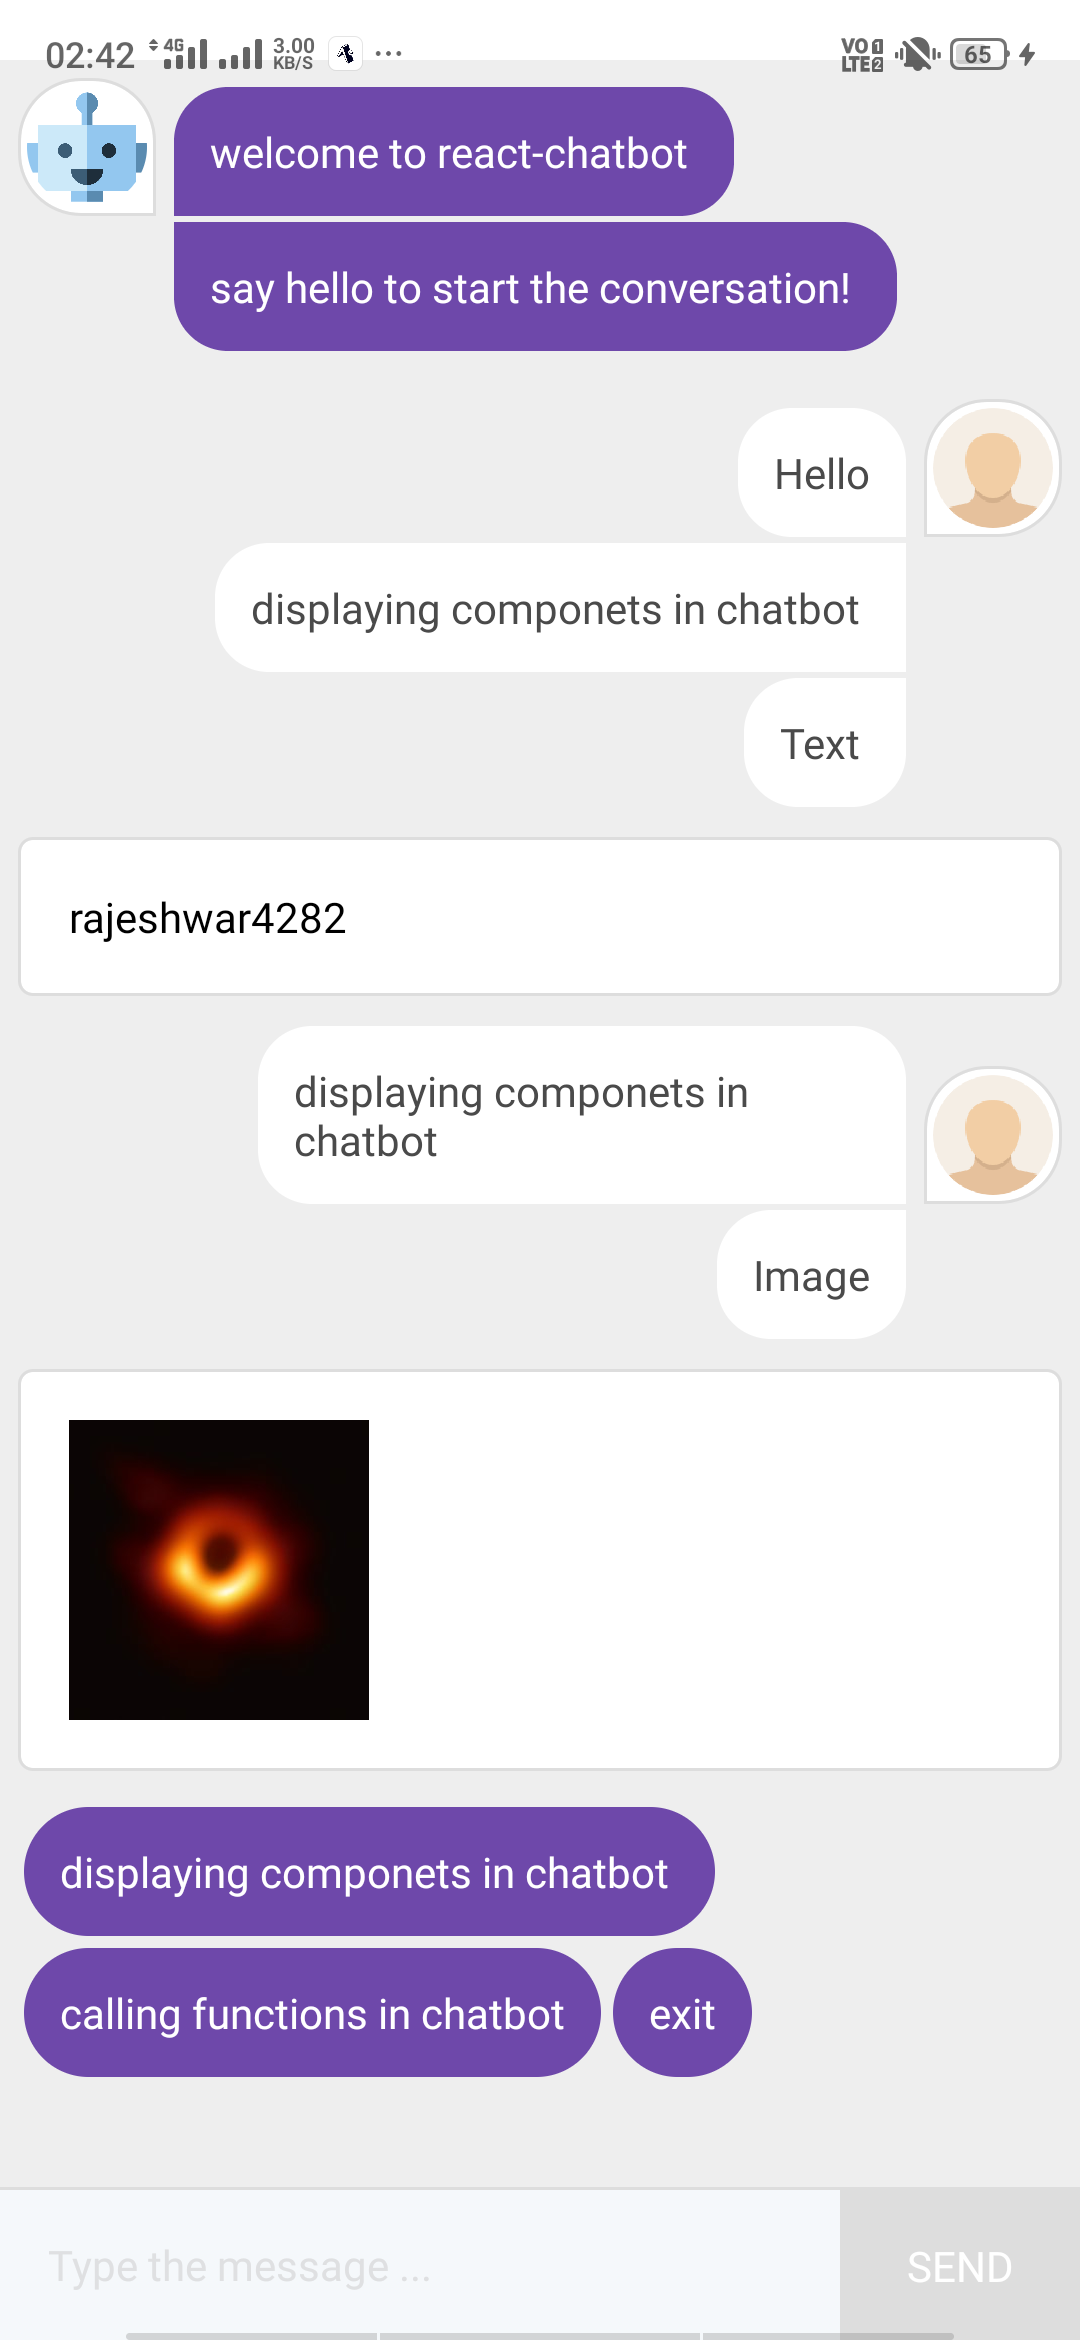 02:42 4G 3.00 KB/S ... VO LTE 1 2 65
welcome to react-chatbot
say hello to start the conversation!
Hello
displaying componets in chatbot
Text
rajeshwar4282
displaying componets in
chatbot
Image
displaying componets in chatbot
calling functions in chatbot exit
Type the message ... SEND